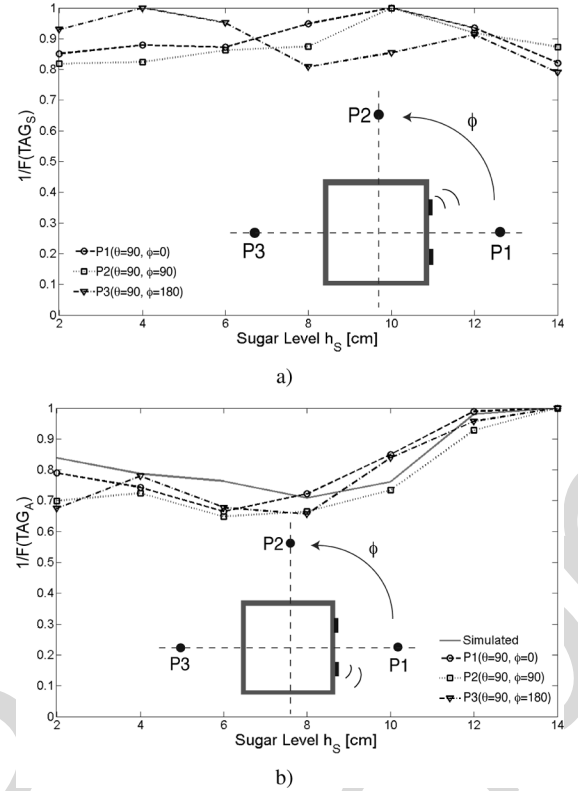 1
0.9
0.8
0.7
0.6
0.5
0.4
0.3
0.2
0.1
0
1/F(TAG_S)
P2
ϕ
P3
P1
P1(θ=90, ϕ=0)
P2(θ=90, ϕ=90)
P3(θ=90, ϕ=180)
2 4 6 8 10 12 14
Sugar Level h_S [cm]
a)
1
0.9
0.8
0.7
0.6
0.5
0.4
0.3
0.2
0.1
0
1/F(TAG_A)
P2
ϕ
P3
P1
Simulated
P1(θ=90, ϕ=0)
P2(θ=90, ϕ=90)
P3(θ=90, ϕ=180)
2 4 6 8 10 12 14
Sugar Level h_S [cm]
b)